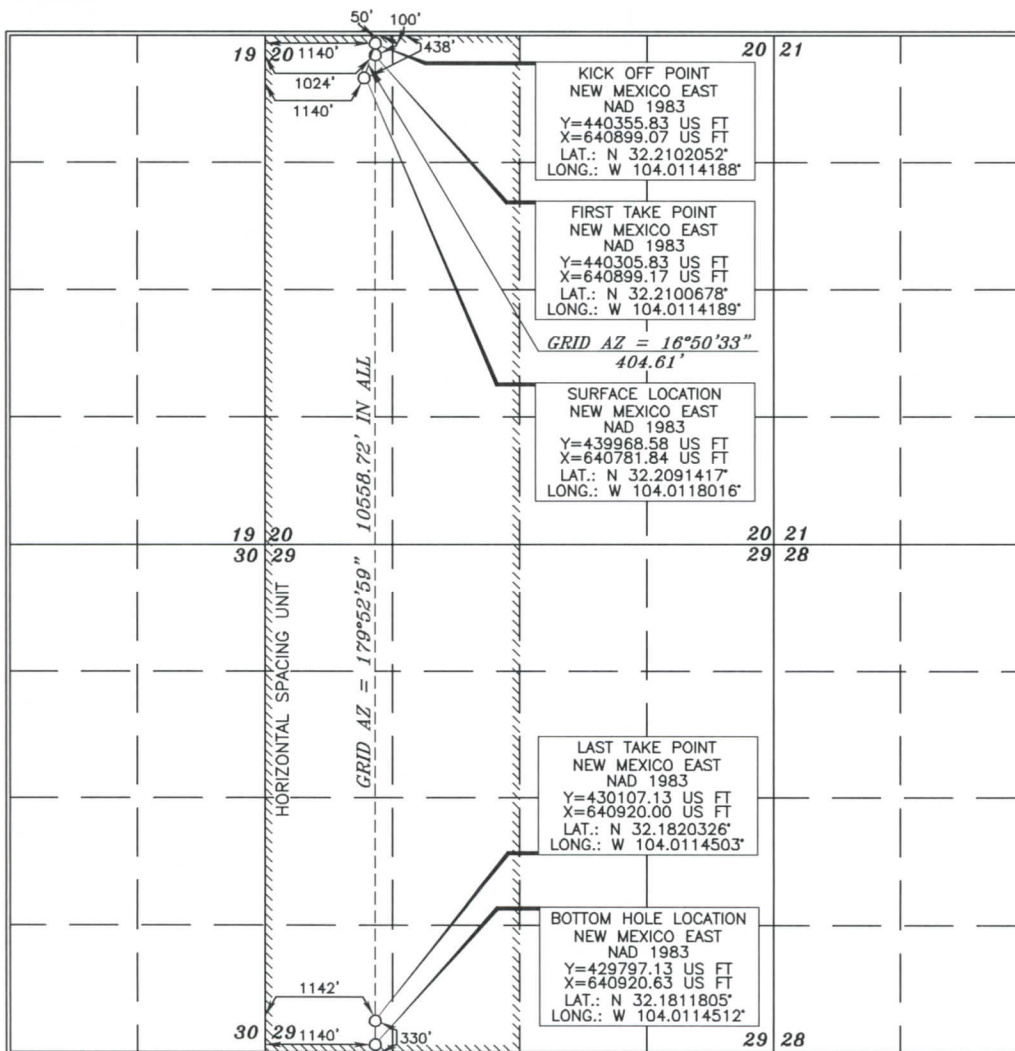 50' 100'
1140' 438'
19 20
20 21
1024'
1140'
KICK OFF POINT
NEW MEXICO EAST
NAD 1983
Y=440355.83 US FT
X=640899.07 US FT
LAT.: N 32.2102052°
LONG.: W 104.0114188°
FIRST TAKE POINT
NEW MEXICO EAST
NAD 1983
Y=440305.83 US FT
X=640899.17 US FT
LAT.: N 32.2100678°
LONG.: W 104.0114189°
GRID AZ = 16°50'33"
404.61'
SURFACE LOCATION
NEW MEXICO EAST
NAD 1983
Y=439968.58 US FT
X=640781.84 US FT
LAT.: N 32.2091417°
LONG.: W 104.0118016°
19 20
30 29
20 21
29 28
HORIZONTAL SPACING UNIT
GRID AZ = 179°52'59" 10558.72' IN ALL
LAST TAKE POINT
NEW MEXICO EAST
NAD 1983
Y=430107.13 US FT
X=640920.00 US FT
LAT.: N 32.1820326°
LONG.: W 104.0114503°
BOTTOM HOLE LOCATION
NEW MEXICO EAST
NAD 1983
Y=429797.13 US FT
X=640920.63 US FT
LAT.: N 32.1811805°
LONG.: W 104.0114512°
1142'
30 29
1140' 330'
29 28